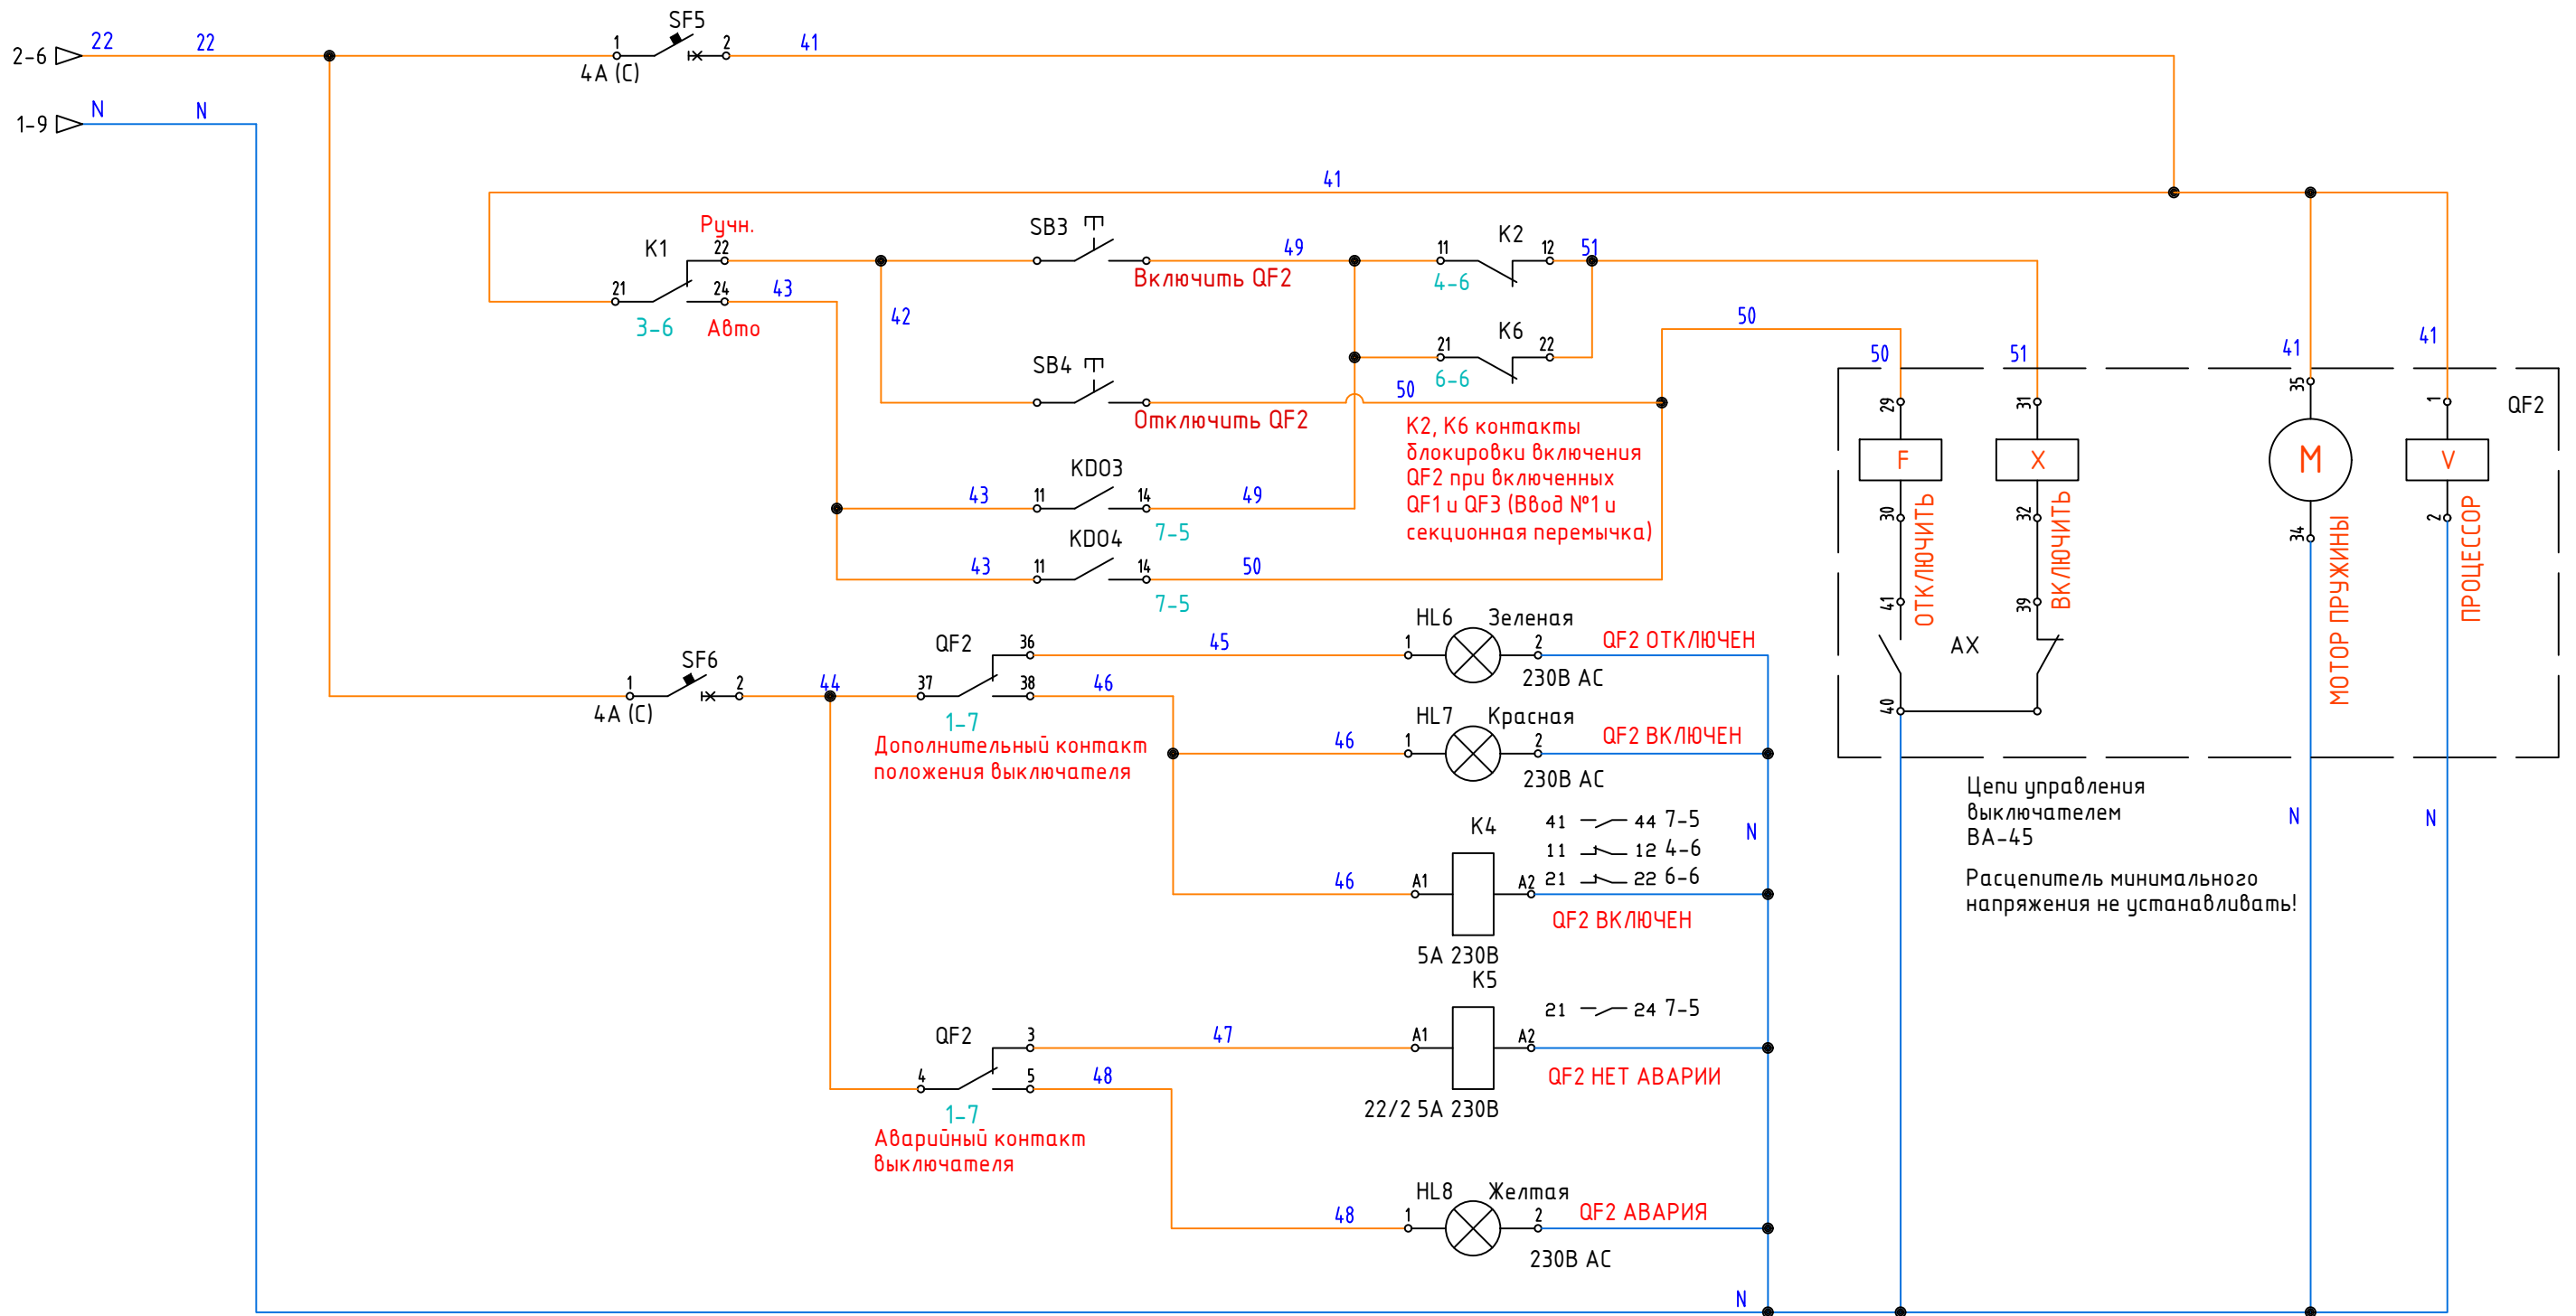 SF5
2-6 22 22 1 2 41
4А (С)
1-9 N N
41
Ручн.
K1 22
21 24 43
3-6 Авто
42
SB3
Включить QF2
49
K2
11 12 51
4-6
K6
21 22
6-6
SB4
Отключить QF2
50
50
K2, K6 контакты
блокировки включения
QF2 при включенных
QF1 и QF3 (Ввод №1 и
секционная перемычка)
KDO3
43 11 14 49
7-5
KDO4
43 11 14 50
7-5
50 51 41 41
QF2
29 31 35 1
F X M V
30 32 34 2
ОТКЛЮЧИТЬ
ВКЛЮЧИТЬ
МОТОР ПРУЖИНЫ
ПРОЦЕССОР
41 39
AX
40
Цепи управления
выключателем
ВА-45
Расцепитель минимального
напряжения не устанавливать!
N N
SF6
1 2 44
4А (С)
QF2 36
37 38
1-7
Дополнительный контакт
положения выключателя
45
HL6 Зеленая
1 2
QF2 ОТКЛЮЧЕН
230В АС
46
HL7 Красная
46 1 2
QF2 ВКЛЮЧЕН
230В АС
K4
41 44 7-5
11 12 4-6
21 22 6-6
46 A1 A2
N
QF2 ВКЛЮЧЕН
5А 230В
K5
21 24 7-5
QF2 3
4 5
1-7
Аварийный контакт
выключателя
47 A1 A2
QF2 НЕТ АВАРИИ
22/2 5А 230В
48
HL8 Желтая
48 1 2
QF2 АВАРИЯ
230В АС
N